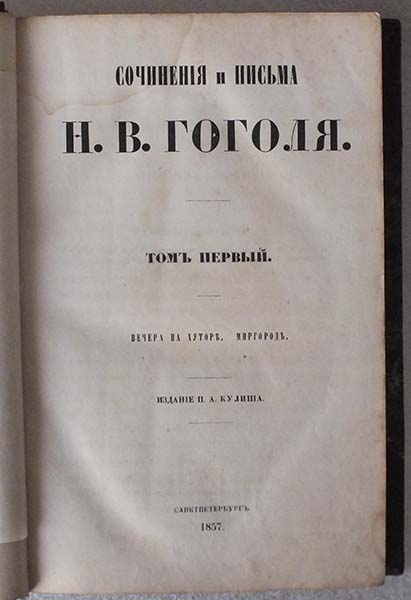 СОЧИНЕНІЯ и ПИСЬМА
Н. В. ГОГОЛЯ.
ТОМЪ ПЕРВЫЙ.
ВЕЧЕРА НА ХУТОРѢ. МИРГОРОДЪ.
ИЗДАНІЕ П. А. КУЛИША.
САНКТПЕТЕРБУРГЪ
1857.